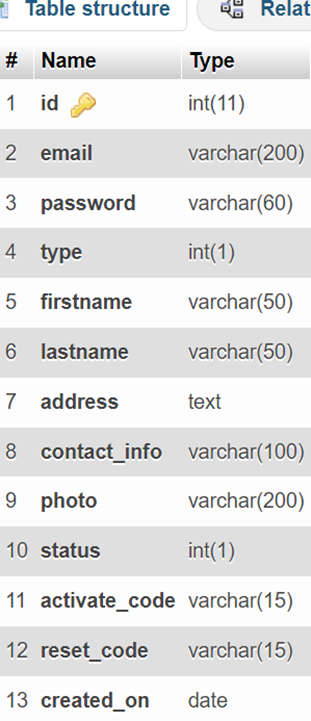 Table structure Relat
# Name Type
1 id int(11)
2 email varchar(200)
3 password varchar(60)
4 type int(1)
5 firstname varchar(50)
6 lastname varchar(50)
7 address text
8 contact_info varchar(100)
9 photo varchar(200)
10 status int(1)
11 activate_code varchar(15)
12 reset_code varchar(15)
13 created_on date